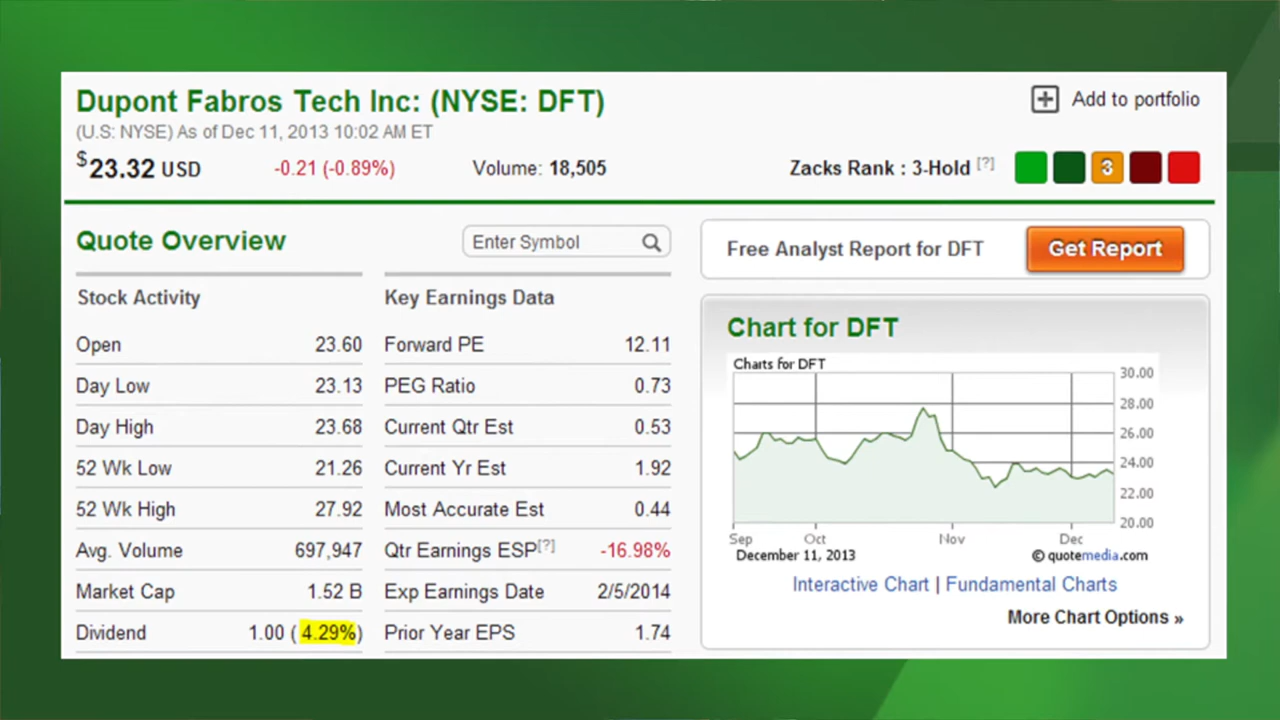 Dupont Fabros Tech Inc: (NYSE: DFT)
Add to portfolio
(U.S: NYSE) As of Dec 11, 2013 10:02 AM ET
$23.32 USD -0.21 (-0.89%) Volume: 18,505 Zacks Rank : 3-Hold [?] 3
Quote Overview
Enter Symbol
Stock Activity
Open 23.60
Day Low 23.13
Day High 23.68
52 Wk Low 21.26
52 Wk High 27.92
Avg. Volume 697,947
Market Cap 1.52 B
Dividend 1.00 ( 4.29%)
Key Earnings Data
Forward PE 12.11
PEG Ratio 0.73
Current Qtr Est 0.53
Current Yr Est 1.92
Most Accurate Est 0.44
Qtr Earnings ESP[?] -16.98%
Exp Earnings Date 2/5/2014
Prior Year EPS 1.74
Free Analyst Report for DFT Get Report
Chart for DFT
Charts for DFT
30.00
28.00
26.00
24.00
22.00
20.00
Sep Oct Nov Dec
December 11, 2013 © quotemedia.com
Interactive Chart | Fundamental Charts
More Chart Options »